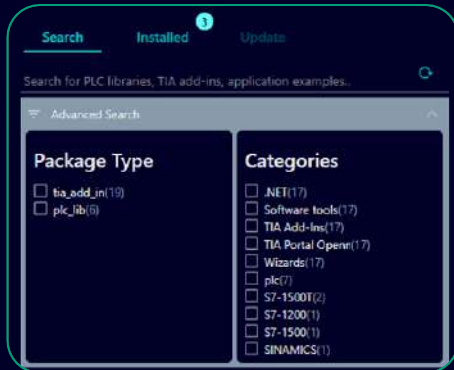 Search Installed 3 Update
Search for PLC libraries, TIA add-ins, application examples..
Advanced Search
Package Type
tia_add_in(19)
plc_lib(6)
Categories
.NET(17)
Software tools(17)
TIA Add-Ins(17)
TIA Portal Openn(17)
Wizards(17)
plc(7)
S7-1500T(2)
S7-1200(1)
S7-1500(1)
SINAMICS(1)